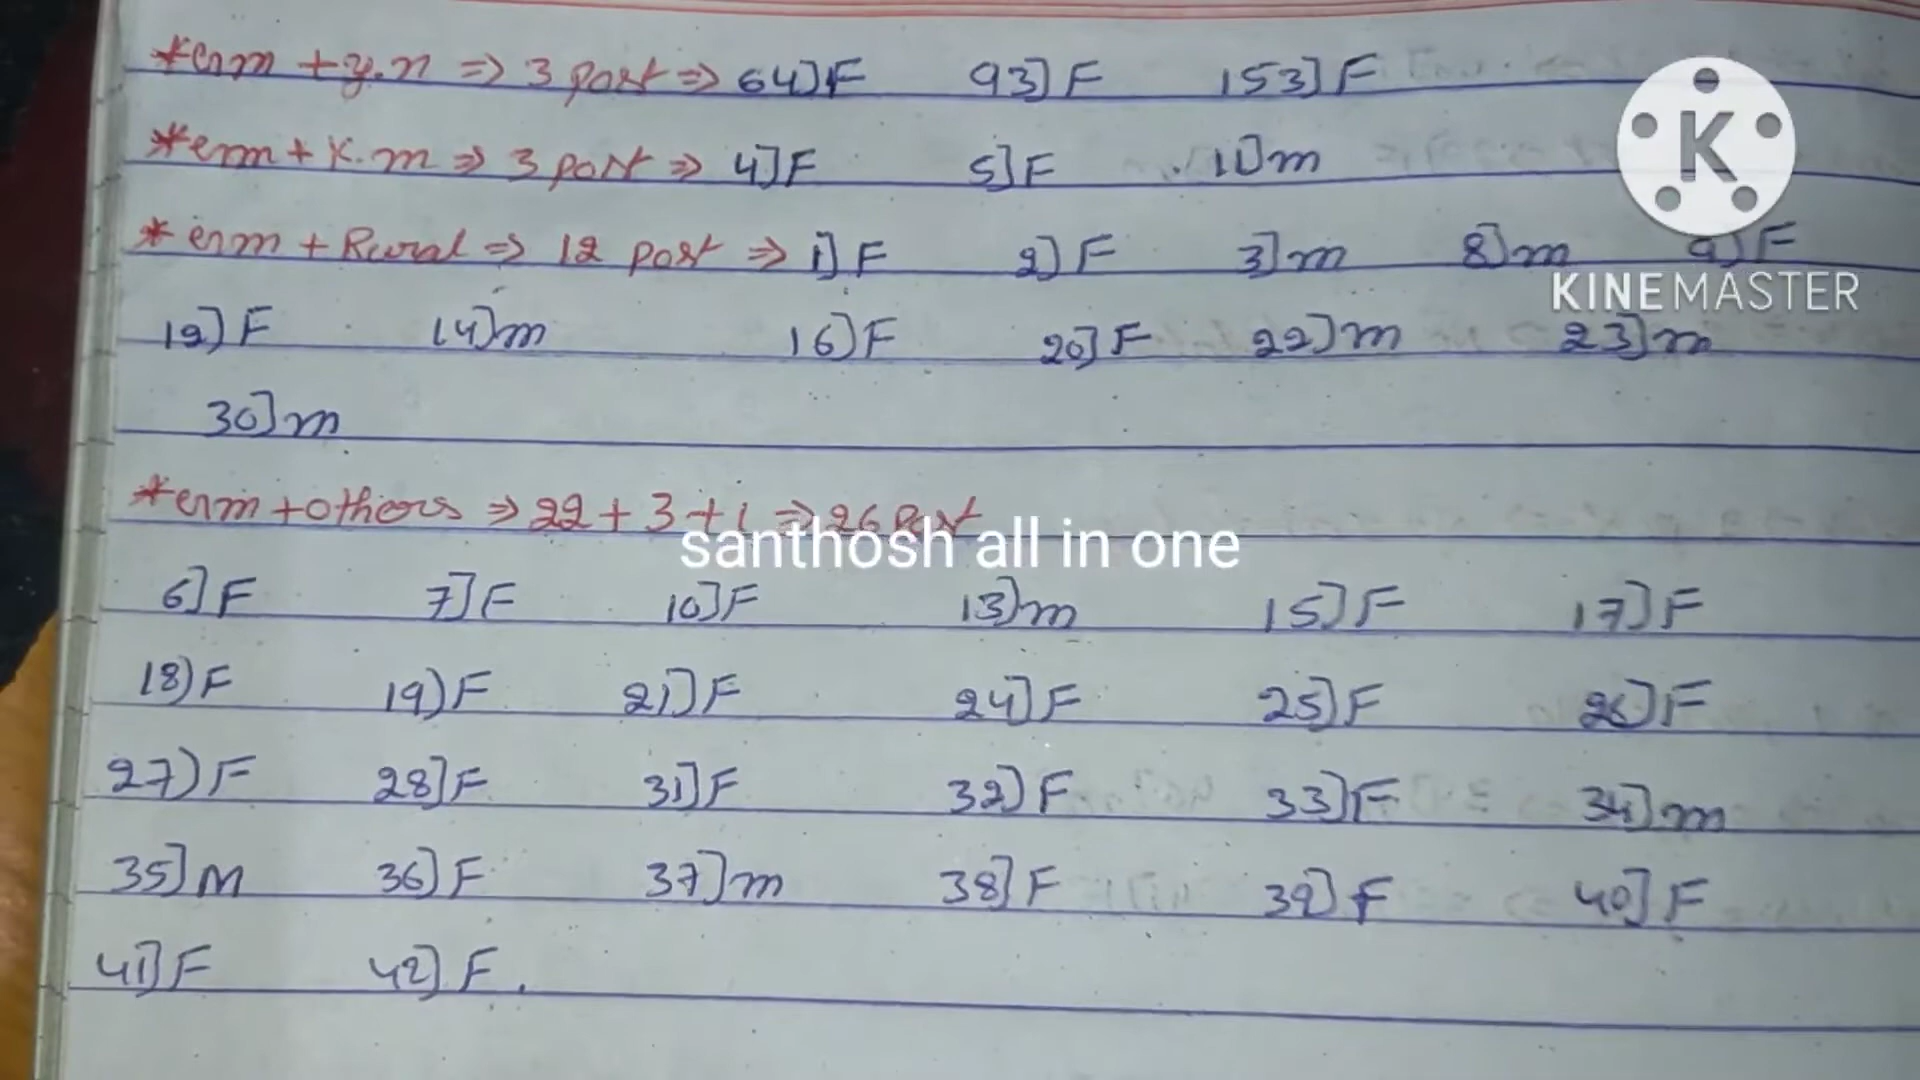 *erm + y.n => 3 post => 64]F 93]F 153]F
*erm + K.m => 3 post => 4]F 5]F 11]m
*erm + Rural => 12 post => 1]F 2]F 3]m 8]m 9]F
12)F 14)m 16)F 20]F 22]m 23]m
30]m
*erm + others => 22 + 3 + 1 => 26 Post
6]F 7]F 10]F 13]m 15]F 17]F
18)F 19)F 21]F 24]F 25]F 26]F
27)F 28]F 31]F 32)F 33]F 34]m
35]M 36]F 37]m 38]F 39]F 40]F
41]F 42]F.
K
KINEMASTER
santhosh all in one